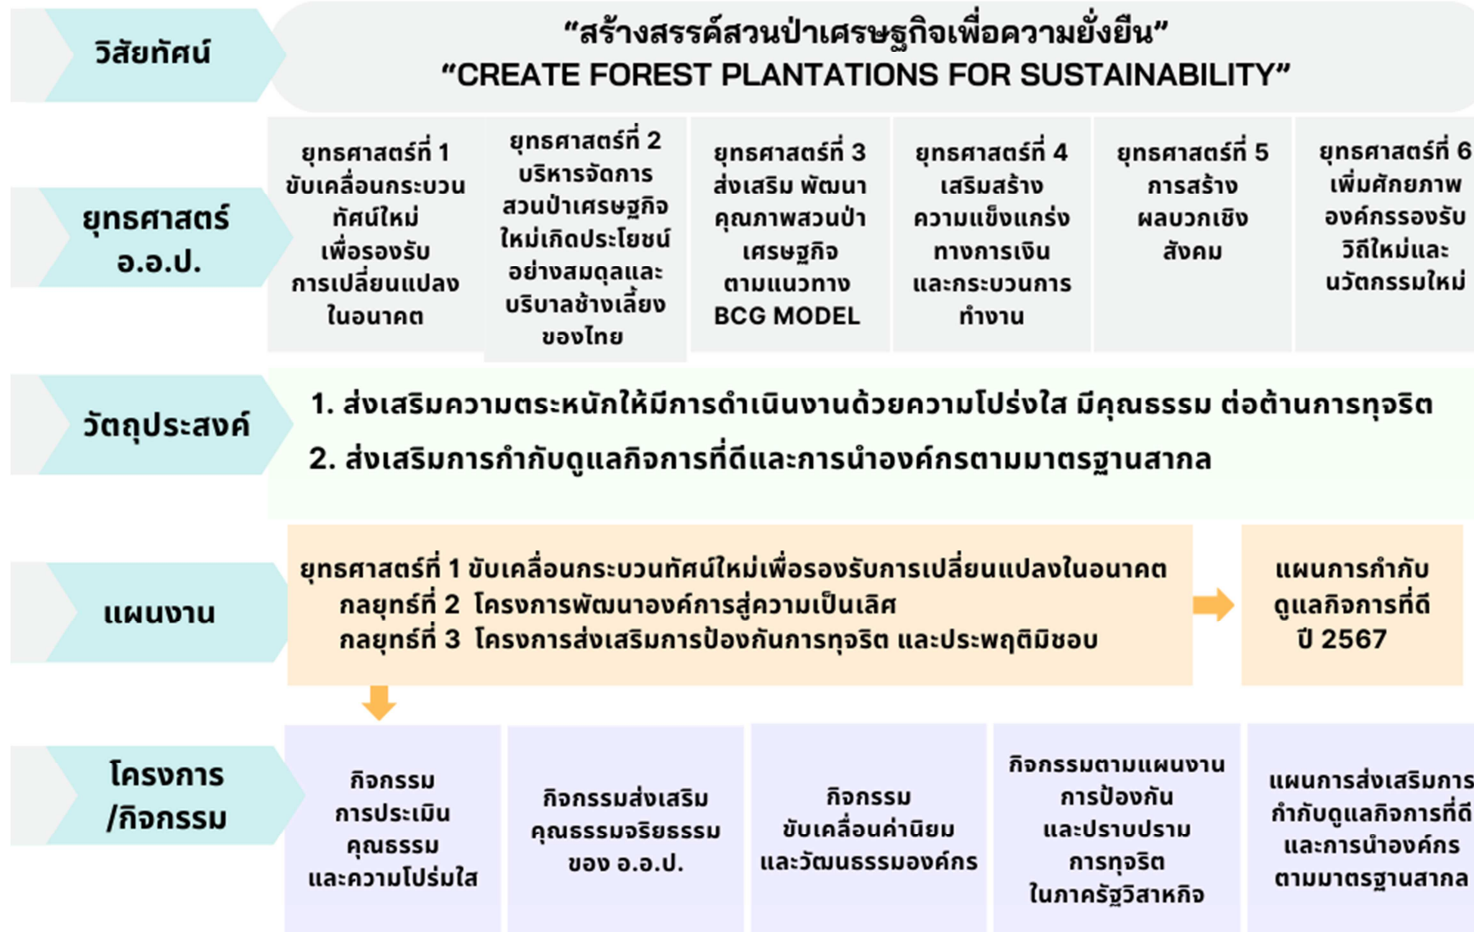 วิสัยทัศน์
“สร้างสรรค์สวนป่าเศรษฐกิจเพื่อความยั่งยืน”
“CREATE FOREST PLANTATIONS FOR SUSTAINABILITY”
ยุทธศาสตร์
อ.อ.ป.
ยุทธศาสตร์ที่ 1
ขับเคลื่อนกระบวน
ทัศน์ใหม่
เพื่อรองรับ
การเปลี่ยนแปลง
ในอนาคต
ยุทธศาสตร์ที่ 2
บริหารจัดการ
สวนป่าเศรษฐกิจ
ใหม่เกิดประโยชน์
อย่างสมดุลและ
บริบาลช้างเลี้ยง
ของไทย
ยุทธศาสตร์ที่ 3
ส่งเสริม พัฒนา
คุณภาพสวนป่า
เศรษฐกิจ
ตามแนวทาง
BCG MODEL
ยุทธศาสตร์ที่ 4
เสริมสร้าง
ความแข็งแกร่ง
ทางการเงิน
และกระบวนการ
ทำงาน
ยุทธศาสตร์ที่ 5
การสร้าง
ผลบวกเชิง
สังคม
ยุทธศาสตร์ที่ 6
เพิ่มศักยภาพ
องค์กรรองรับ
วิถีใหม่และ
นวัตกรรมใหม่
วัตถุประสงค์
1. ส่งเสริมความตระหนักให้มีการดำเนินงานด้วยความโปร่งใส มีคุณธรรม ต่อต้านการทุจริต
2. ส่งเสริมการกำกับดูแลกิจการที่ดีและการนำองค์กรตามมาตรฐานสากล
แผนงาน
ยุทธศาสตร์ที่ 1 ขับเคลื่อนกระบวนทัศน์ใหม่เพื่อรองรับการเปลี่ยนแปลงในอนาคต
กลยุทธ์ที่ 2 โครงการพัฒนาองค์การสู่ความเป็นเลิศ
กลยุทธ์ที่ 3 โครงการส่งเสริมการป้องกันการทุจริต และประพฤติมิชอบ
แผนการกำกับ
ดูแลกิจการที่ดี
ปี 2567
โครงการ
/กิจกรรม
กิจกรรม
การประเมิน
คุณธรรม
และความโปร่มใส
กิจกรรมส่งเสริม
คุณธรรมจริยธรรม
ของ อ.อ.ป.
กิจกรรม
ขับเคลื่อนค่านิยม
และวัฒนธรรมองค์กร
กิจกรรมตามแผนงาน
การป้องกัน
และปราบปราม
การทุจริต
ในภาครัฐวิสาหกิจ
แผนการส่งเสริมการ
กำกับดูแลกิจการที่ดี
และการนำองค์กร
ตามมาตรฐานสากล